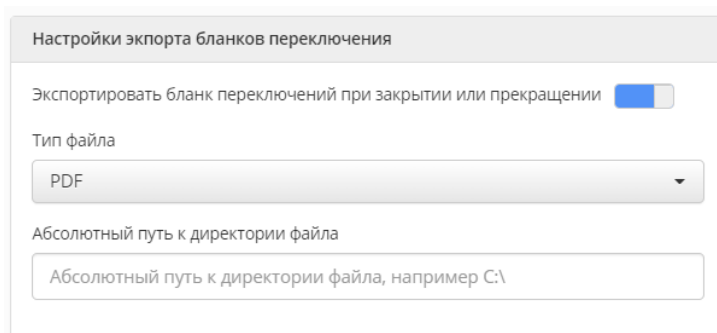 Настройки экспорта бланков переключения
Экспортировать бланк переключений при закрытии или прекращении
Тип файла
PDF
Абсолютный путь к директории файла
Абсолютный путь к директории файла, например C:\